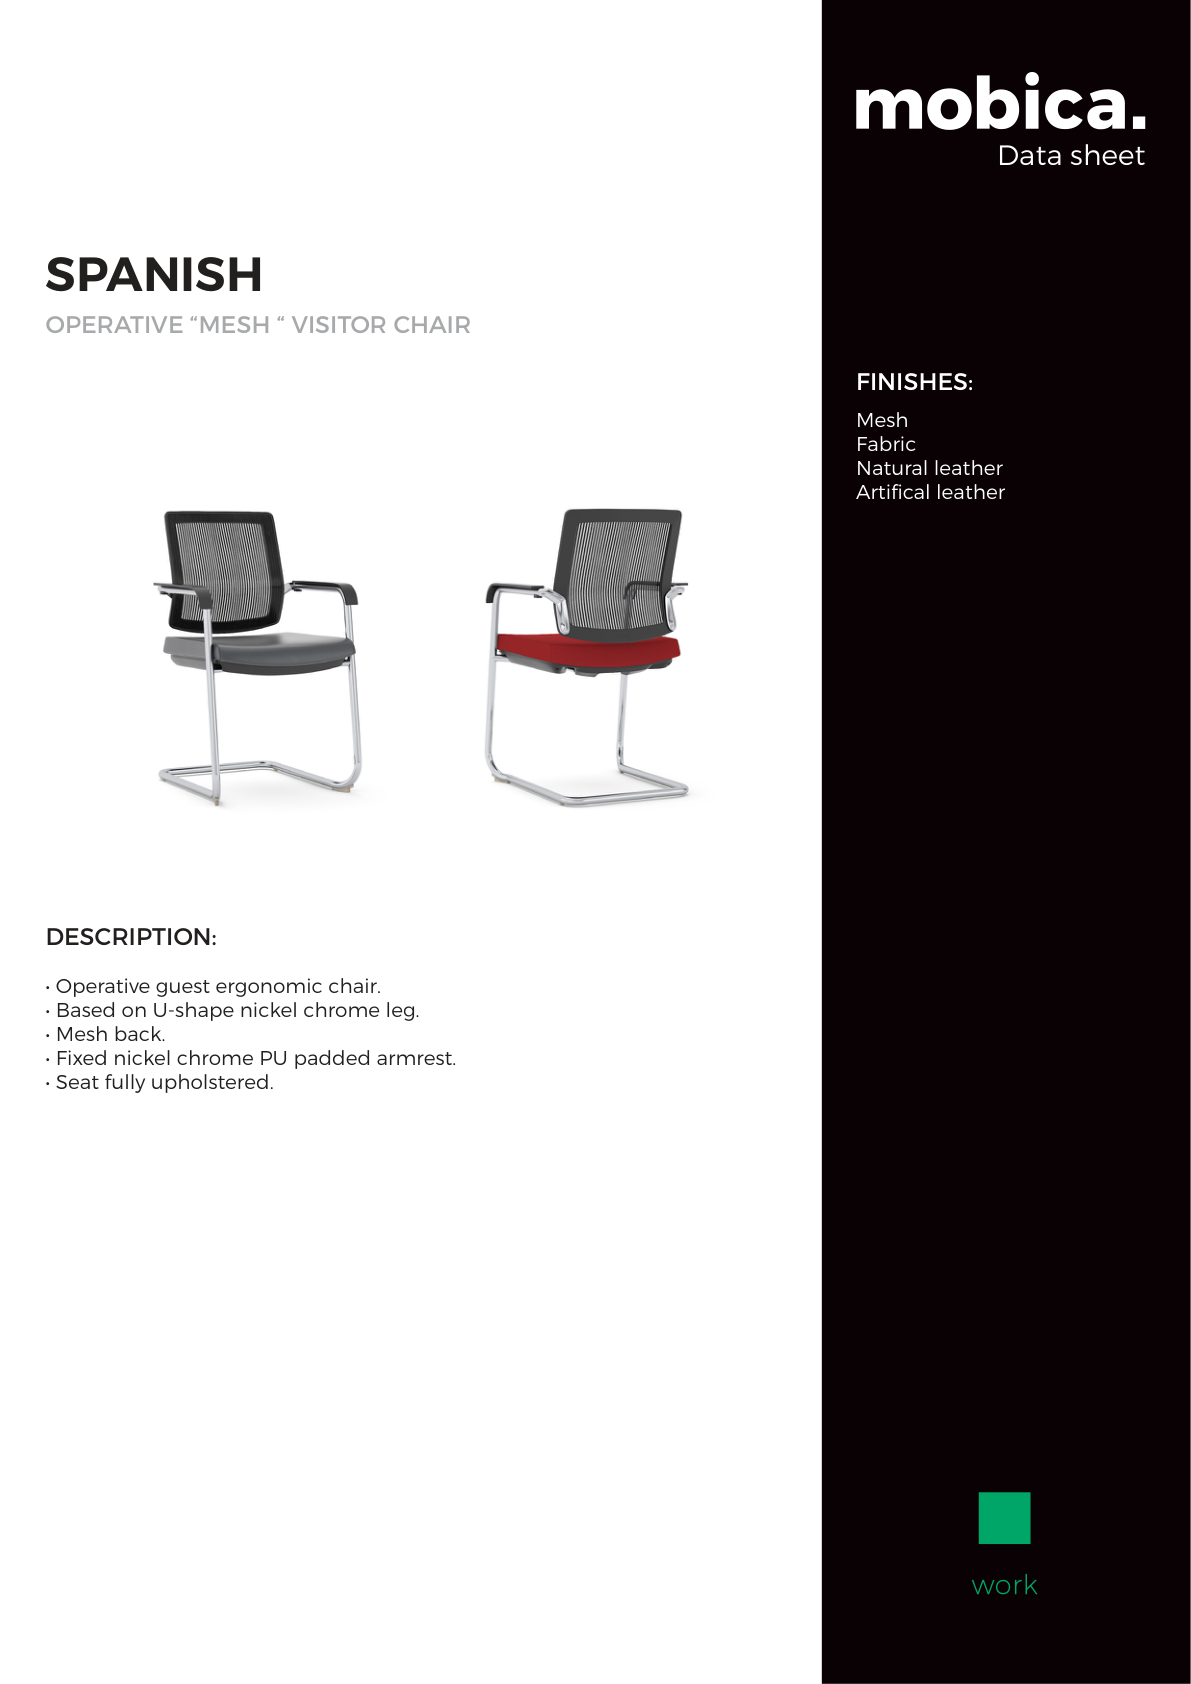 mobica.
Data sheet
SPANISH
OPERATIVE “MESH “ VISITOR CHAIR
FINISHES:
Mesh
Fabric
Natural leather
Artifical leather
DESCRIPTION:
• Operative guest ergonomic chair.
• Based on U-shape nickel chrome leg.
• Mesh back.
• Fixed nickel chrome PU padded armrest.
• Seat fully upholstered.
work